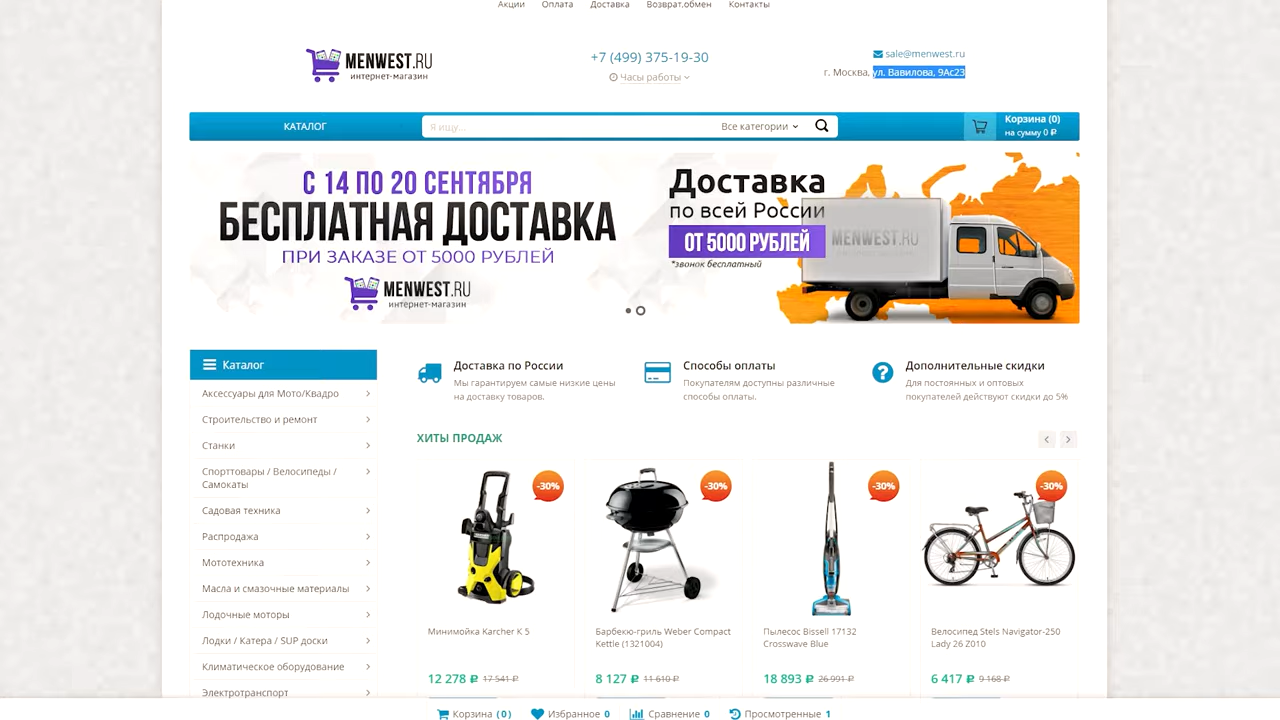 Акции Оплата Доставка Возврат.обмен Контакты
MENWEST.RU
интернет-магазин
+7 (499) 375-19-30
Часы работы
sale@menwest.ru
г. Москва, ул. Вавилова, 9Ас23
КАТАЛОГ
Я ищу...
Все категории
Корзина (0)
на сумму 0 ₽
С 14 ПО 20 СЕНТЯБРЯ
БЕСПЛАТНАЯ ДОСТАВКА
ПРИ ЗАКАЗЕ ОТ 5000 РУБЛЕЙ
MENWEST.RU
интернет-магазин
Доставка
по всей России
ОТ 5000 РУБЛЕЙ
*звонок бесплатный
MENWEST.RU
Каталог
Аксессуары для Мото/Квадро
Строительство и ремонт
Станки
Спорттовары / Велосипеды /
Самокаты
Садовая техника
Распродажа
Мототехника
Масла и смазочные материалы
Лодочные моторы
Лодки / Катера / SUP доски
Климатическое оборудование
Электротранспорт
Доставка по России
Мы гарантируем самые низкие цены
на доставку товаров.
Способы оплаты
Покупателям доступны различные
способы оплаты.
Дополнительные скидки
Для постоянных и оптовых
покупателей действуют скидки до 5%
ХИТЫ ПРОДАЖ
-30%
Минимойка Karcher K 5
12 278 ₽ 17 541 ₽
-30%
Барбекю-гриль Weber Compact
Kettle (1321004)
8 127 ₽ 11 610 ₽
-30%
Пылесос Bissell 17132
Crosswave Blue
18 893 ₽ 26 991 ₽
-30%
Велосипед Stels Navigator-250
Lady 26 Z010
6 417 ₽ 9 168 ₽
Корзина (0) Избранное 0 Сравнение 0 Просмотренные 1